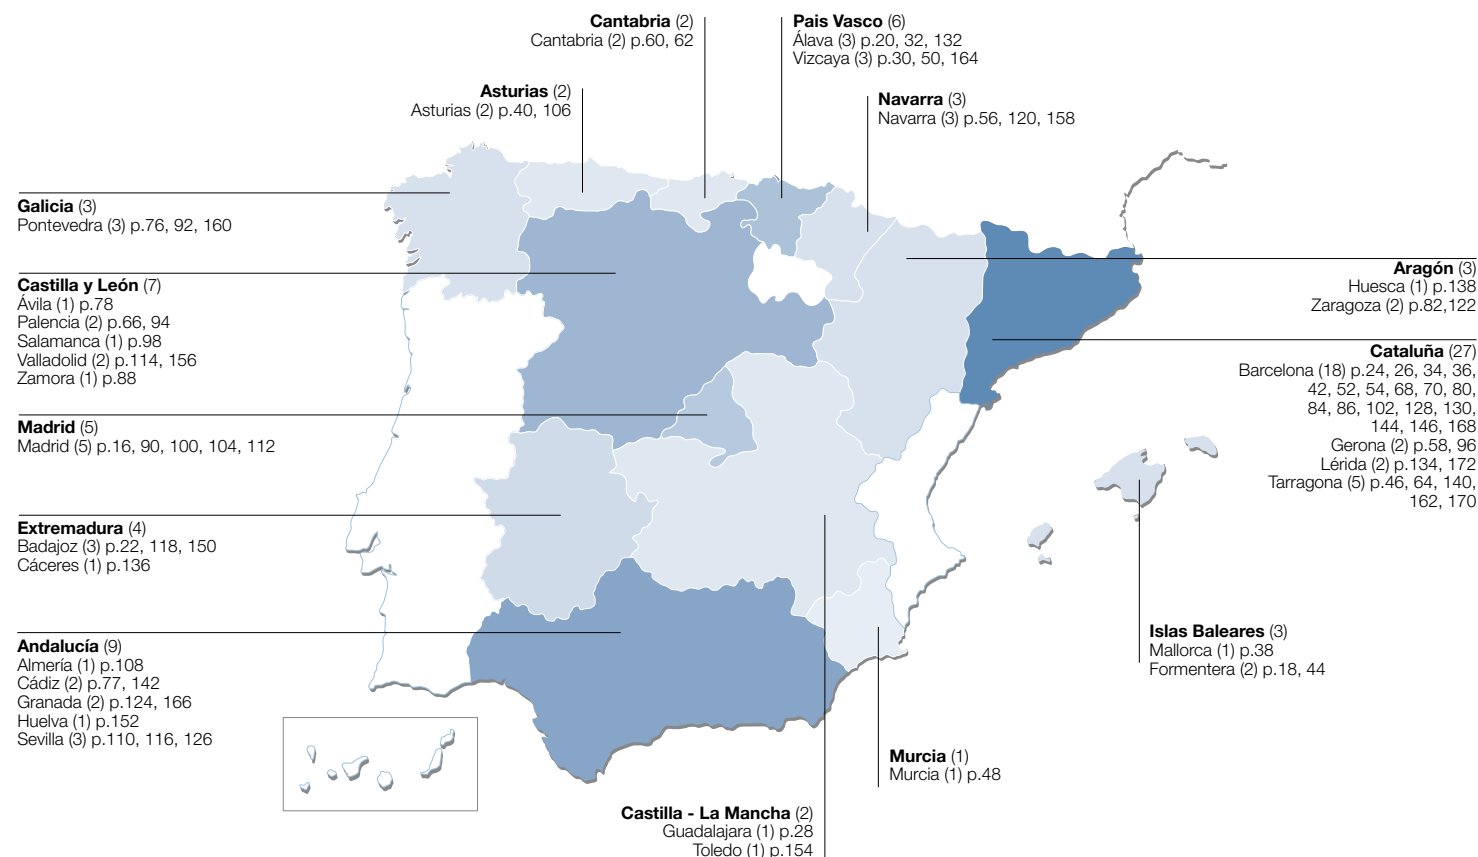 Cantabria (2)
Cantabria (2) p.60, 62
Pais Vasco (6)
Álava (3) p.20, 32, 132
Vizcaya (3) p.30, 50, 164
Asturias (2)
Asturias (2) p.40, 106
Navarra (3)
Navarra (3) p.56, 120, 158
Galicia (3)
Pontevedra (3) p.76, 92, 160
Castilla y León (7)
Ávila (1) p.78
Palencia (2) p.66, 94
Salamanca (1) p.98
Valladolid (2) p.114, 156
Zamora (1) p.88
Madrid (5)
Madrid (5) p.16, 90, 100, 104, 112
Extremadura (4)
Badajoz (3) p.22, 118, 150
Cáceres (1) p.136
Andalucía (9)
Almería (1) p.108
Cádiz (2) p.77, 142
Granada (2) p.124, 166
Huelva (1) p.152
Sevilla (3) p.110, 116, 126
Aragón (3)
Huesca (1) p.138
Zaragoza (2) p.82,122
Cataluña (27)
Barcelona (18) p.24, 26, 34, 36,
42, 52, 54, 68, 70, 80,
84, 86, 102, 128, 130,
144, 146, 168
Gerona (2) p.58, 96
Lérida (2) p.134, 172
Tarragona (5) p.46, 64, 140,
162, 170
Islas Baleares (3)
Mallorca (1) p.38
Formentera (2) p.18, 44
Murcia (1)
Murcia (1) p.48
Castilla - La Mancha (2)
Guadalajara (1) p.28
Toledo (1) p.154